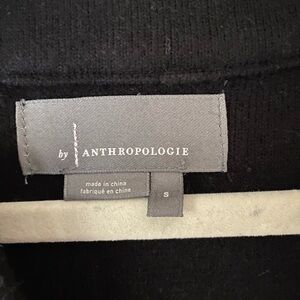 by ANTHROPOLOGIE
made in china
fabriqué en chine
S